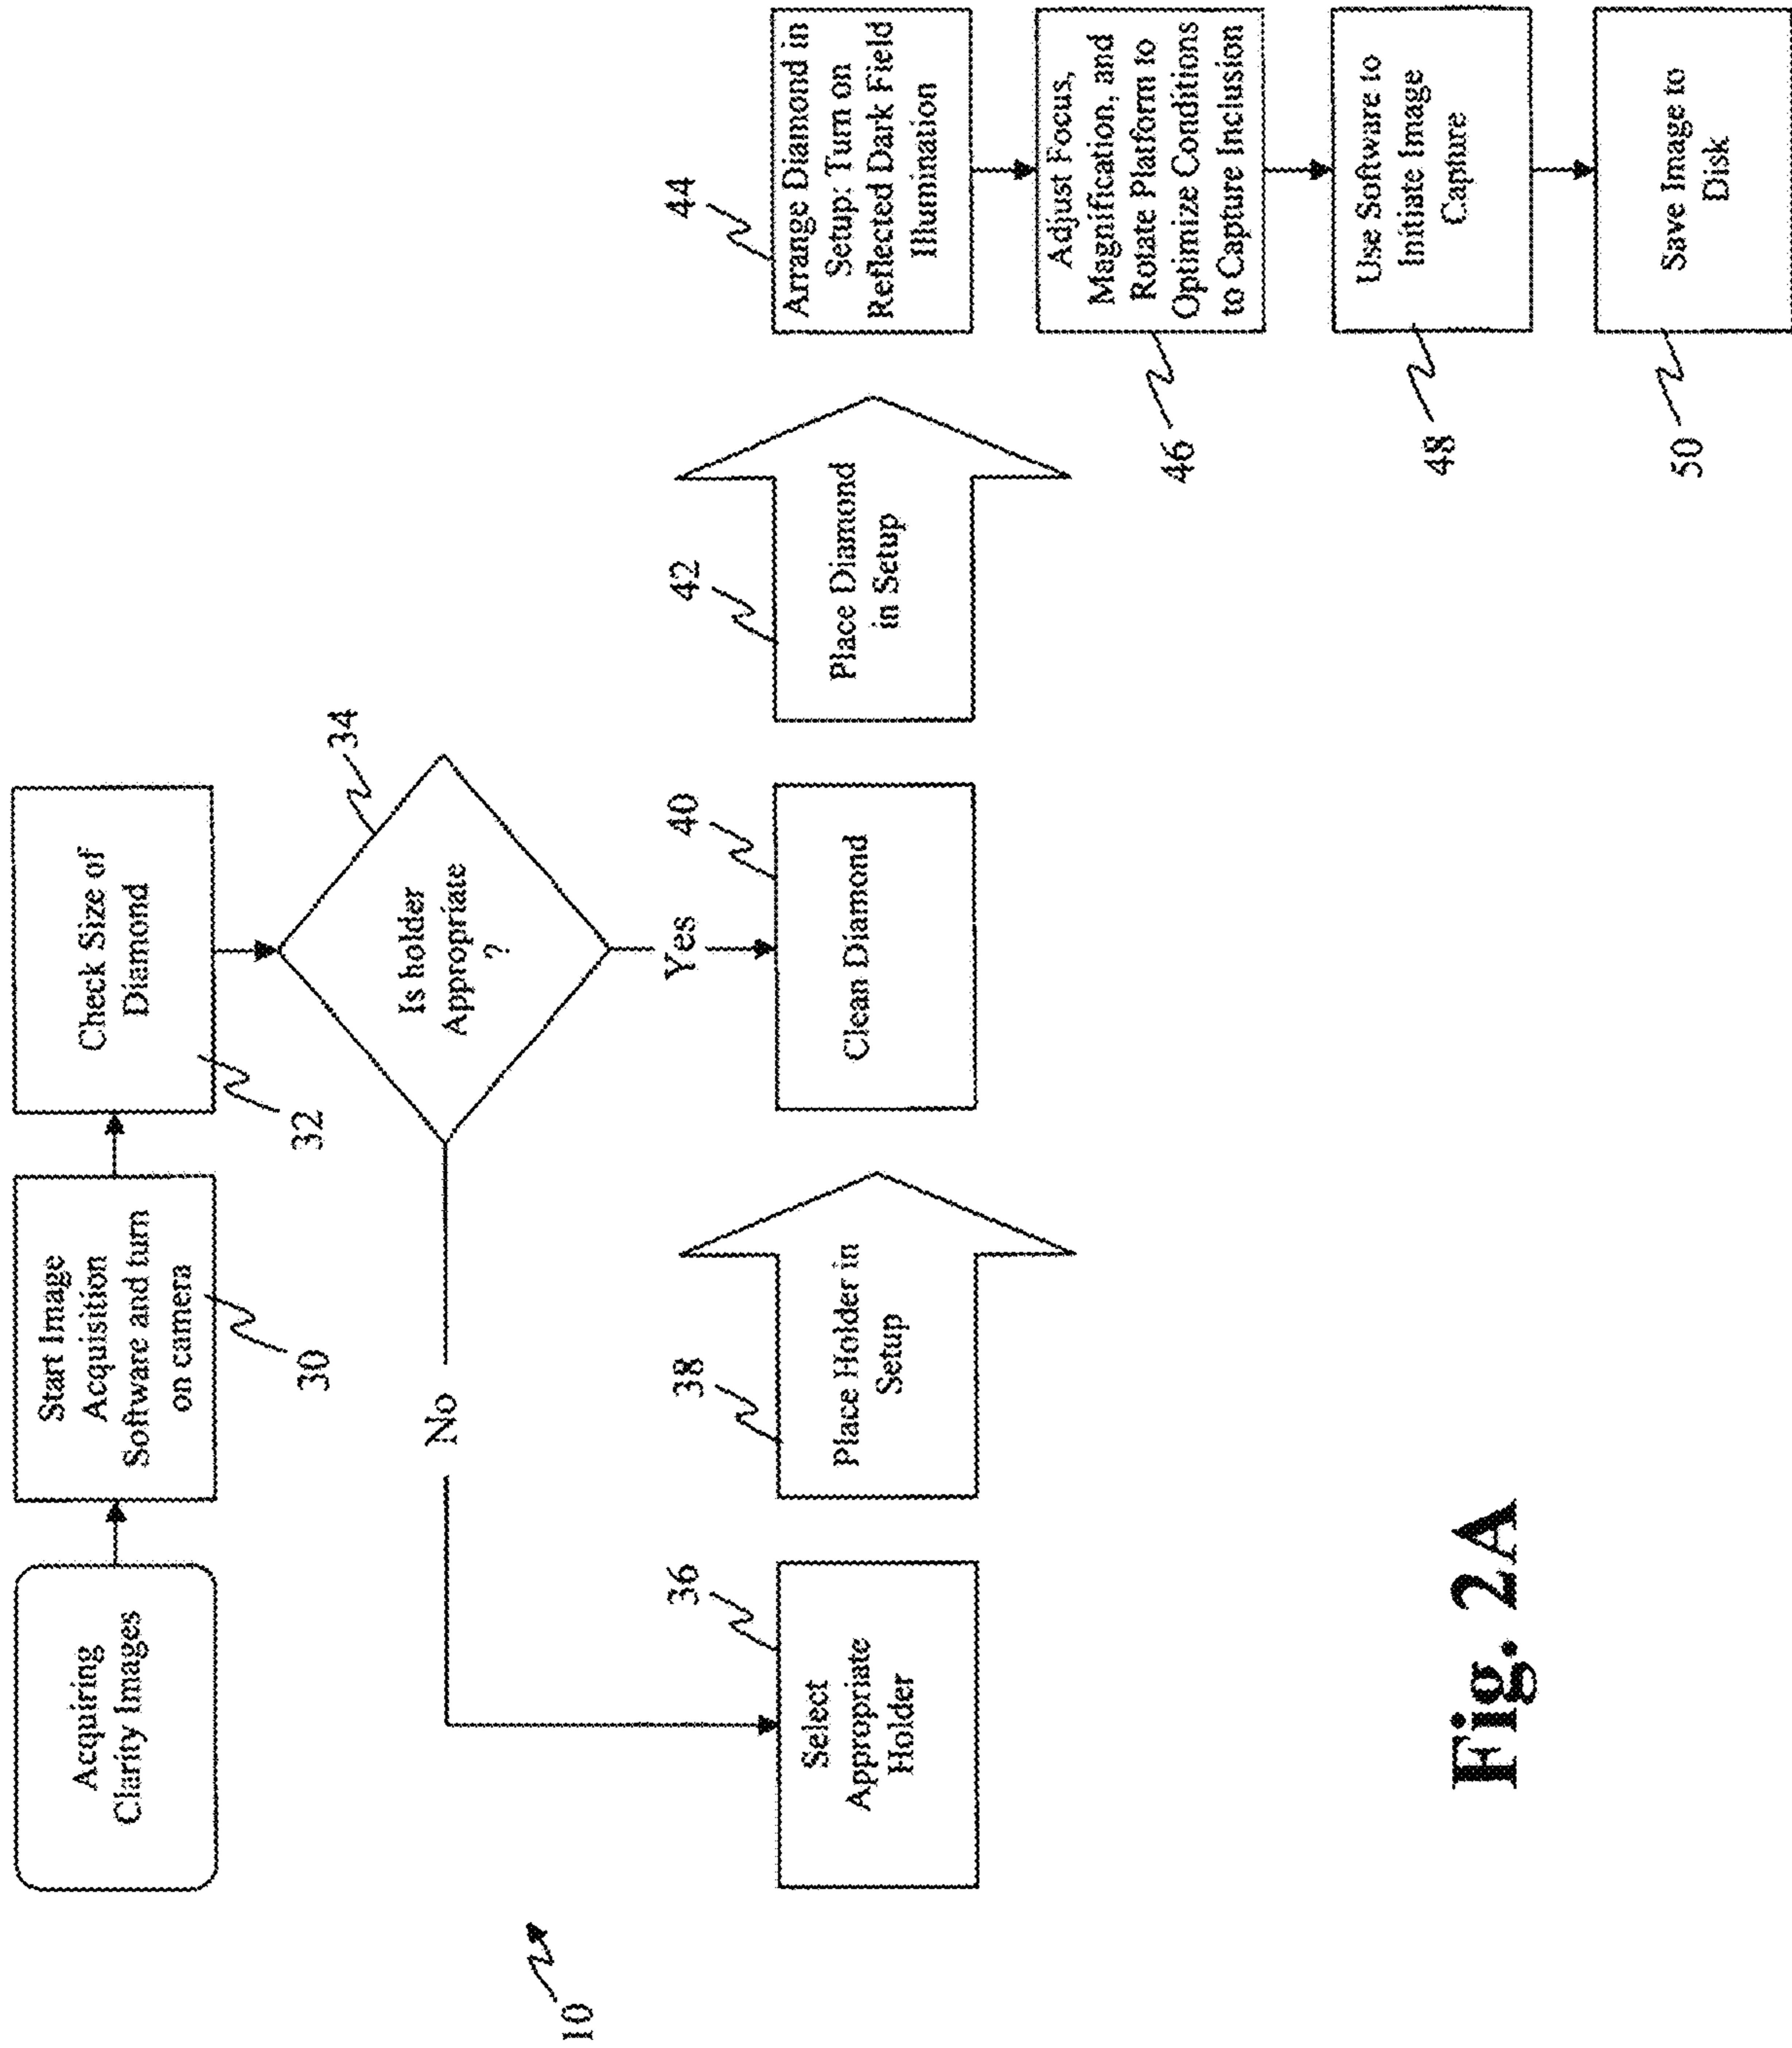 Acquiring
Clarity Images
Start Image
Acquisition
Software and turn
on camera
30
Check Size of
Diamond
32
Is holder
Appropriate
?
34
No
Yes
10
Select
Appropriate
Holder
36
Place Holder in
Setup
38
Clean Diamond
40
Place Diamond
in Setup
42
Arrange Diamond in
Setup: Turn on
Reflected Dark Field
Illumination
44
Adjust Focus,
Magnification, and
Rotate Platform to
Optimize Conditions
to Capture Inclusion
46
Use Software to
Initiate Image
Capture
48
Save Image to
Disk
50
Fig. 2A